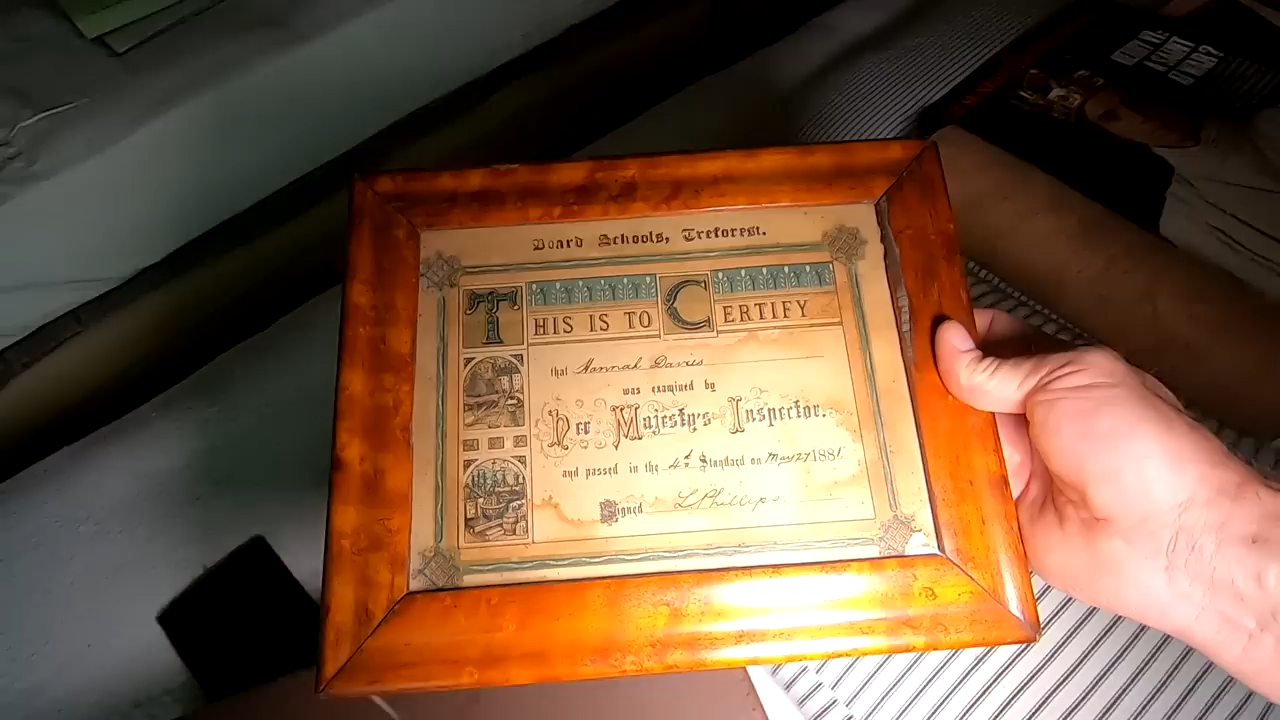 Board Schools, Treforest.
THIS IS TO CERTIFY
that Hannah Davies
was examined by
Her Majesty's Inspector.
and passed in the 4th Standard on May 27 1881.
Signed L Phillips